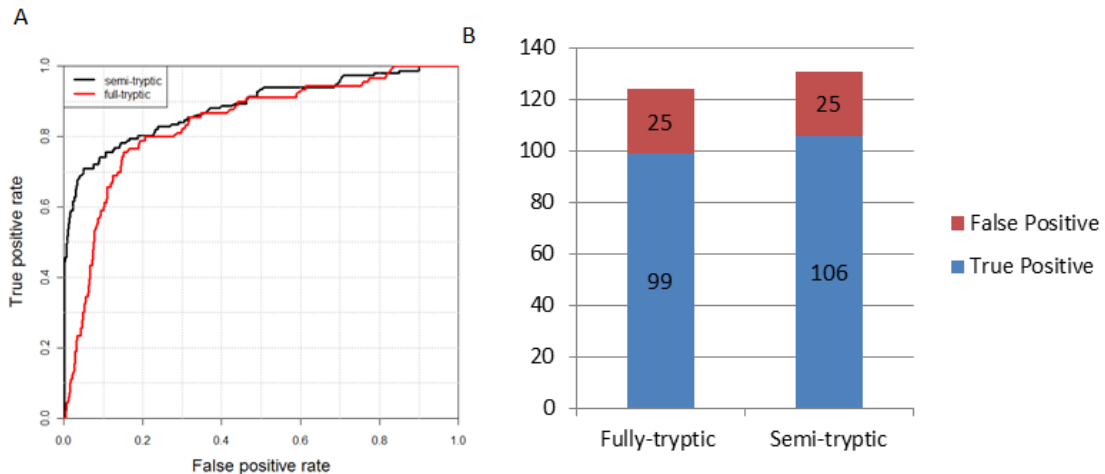 A
semi-tryptic
full-tryptic
1.0
0.8
0.6
0.4
0.2
0.0
True positive rate
0.0 0.2 0.4 0.6 0.8 1.0
False positive rate
B
140
120
100
80
60
40
20
0
25
99
25
106
Fully-tryptic Semi-tryptic
False Positive
True Positive